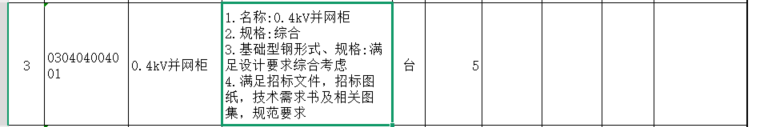 3
0304040040
01
0.4kV并网柜
1.名称:0.4kV并网柜
2.规格:综合
3.基础型钢形式、规格:满
足设计要求综合考虑
4.满足招标文件，招标图
纸，技术需求书及相关图
集，规范要求
台
5